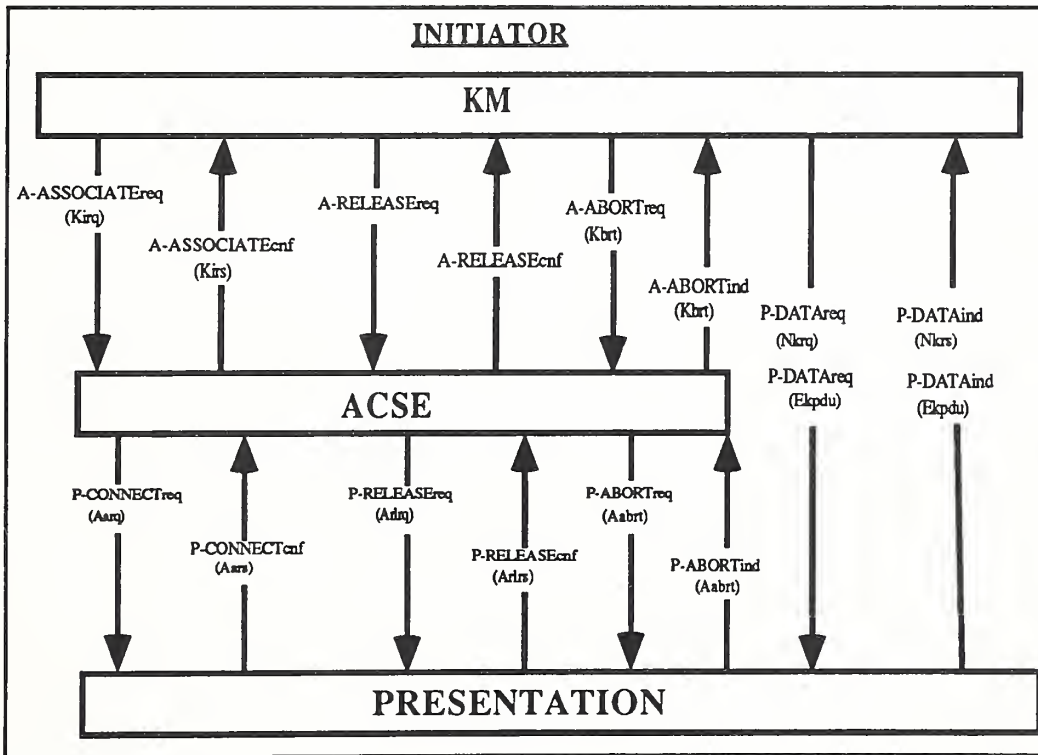 INITIATOR
KM
A-ASSOCIATEreq
(Kirq)
A-ASSOCIATEcnf
(Kirs)
A-RELEASEreq
A-RELEASEcnf
A-ABORTreq
(Kbrt)
A-ABORTind
(Kbrt)
P-DATAreq
(Nkrq)
P-DATAreq
(Ekpdu)
P-DATAind
(Nkrs)
P-DATAind
(Ekpdu)
ACSE
P-CONNECTreq
(Aarq)
P-CONNECTcnf
(Aars)
P-RELEASEreq
(Arlrq)
P-RELEASEcnf
(Arlrs)
P-ABORTreq
(Aabrt)
P-ABORTind
(Aabrt)
PRESENTATION